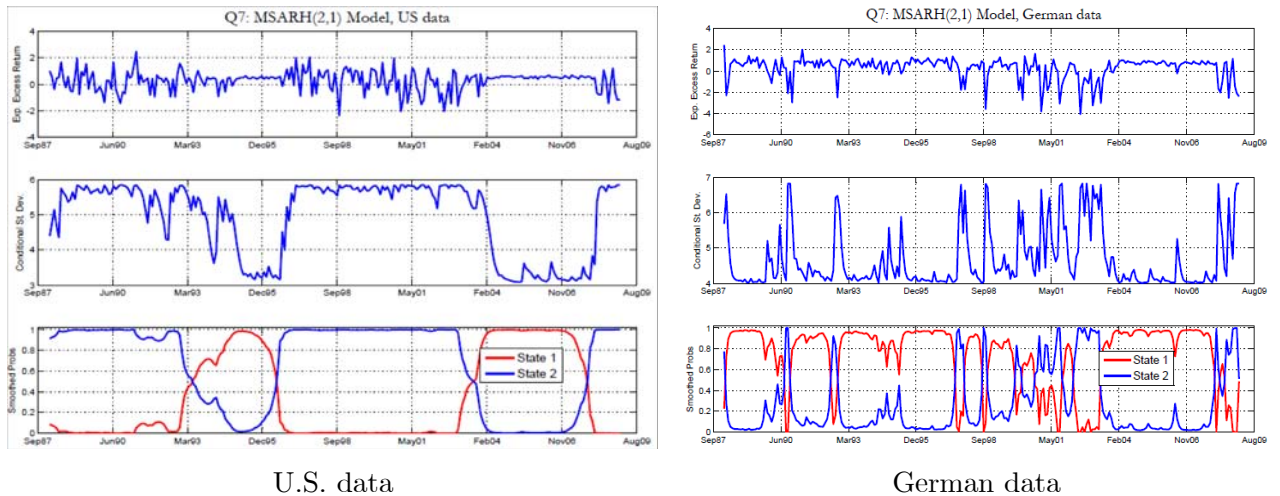 Q7: MSARH(2,1) Model, US data
Exp. Excess Return
4
2
0
-2
-4
Sep87 Jun90 Mar93 Dec95 Sep98 May01 Feb04 Nov06 Aug09
Conditional St. Dev.
6
5
4
3
Sep87 Jun90 Mar93 Dec95 Sep98 May01 Feb04 Nov06 Aug09
Smoothed Probs
1
0.8
0.6
0.4
0.2
0
State 1
State 2
Sep87 Jun90 Mar93 Dec95 Sep98 May01 Feb04 Nov06 Aug09
U.S. data
Q7: MSARH(2,1) Model, German data
Exp. Excess Return
4
2
0
-2
-4
-6
Sep87 Jun90 Mar93 Dec95 Sep98 May01 Feb04 Nov06 Aug09
Conditional St. Dev.
7
6
5
4
Sep87 Jun90 Mar93 Dec95 Sep98 May01 Feb04 Nov06 Aug09
Smoothed Probs
1
0.8
0.6
0.4
0.2
0
State 1
State 2
Sep87 Jun90 Mar93 Dec95 Sep98 May01 Feb04 Nov06 Aug09
German data